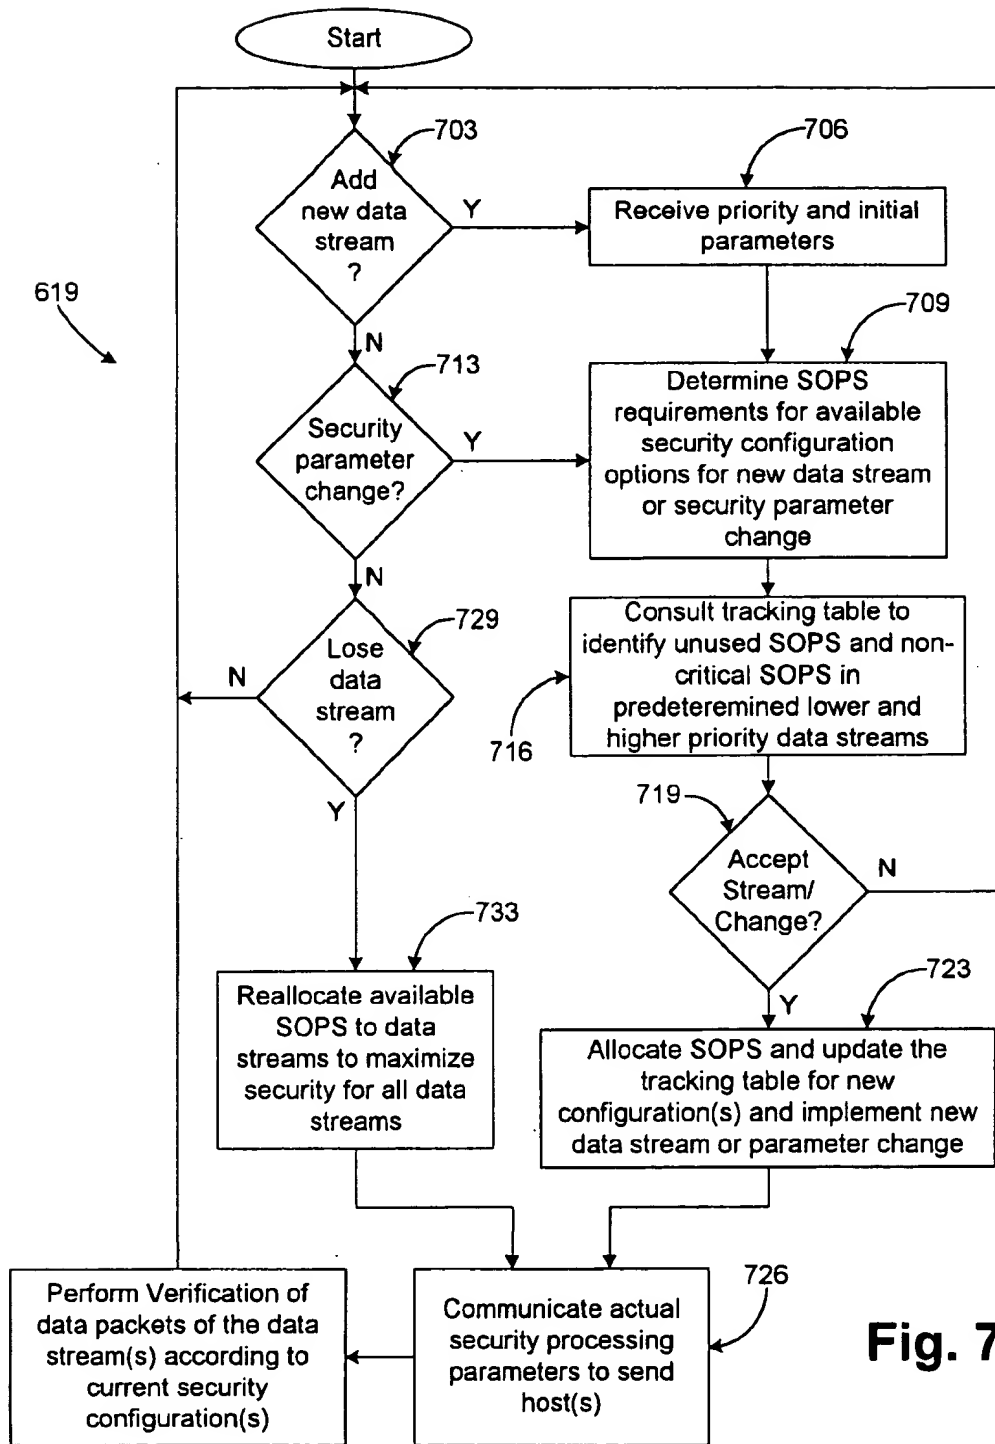 Start
703
Add
new data
stream
?
Y
N
706
Receive priority and initial
parameters
619
709
Determine SOPS
requirements for available
security configuration
options for new data stream
or security parameter
change
713
Security
parameter
change?
Y
N
729
Lose
data
stream
?
N
Y
Consult tracking table to
identify unused SOPS and non-
critical SOPS in
predeteremined lower and
higher priority data streams
716
719
Accept
Stream/
Change?
N
Y
733
Reallocate available
SOPS to data
streams to maximize
security for all data
streams
723
Allocate SOPS and update the
tracking table for new
configuration(s) and implement new
data stream or parameter change
Perform Verification of
data packets of the data
stream(s) according to
current security
configuration(s)
Communicate actual
security processing
parameters to send
host(s)
726
Fig. 7